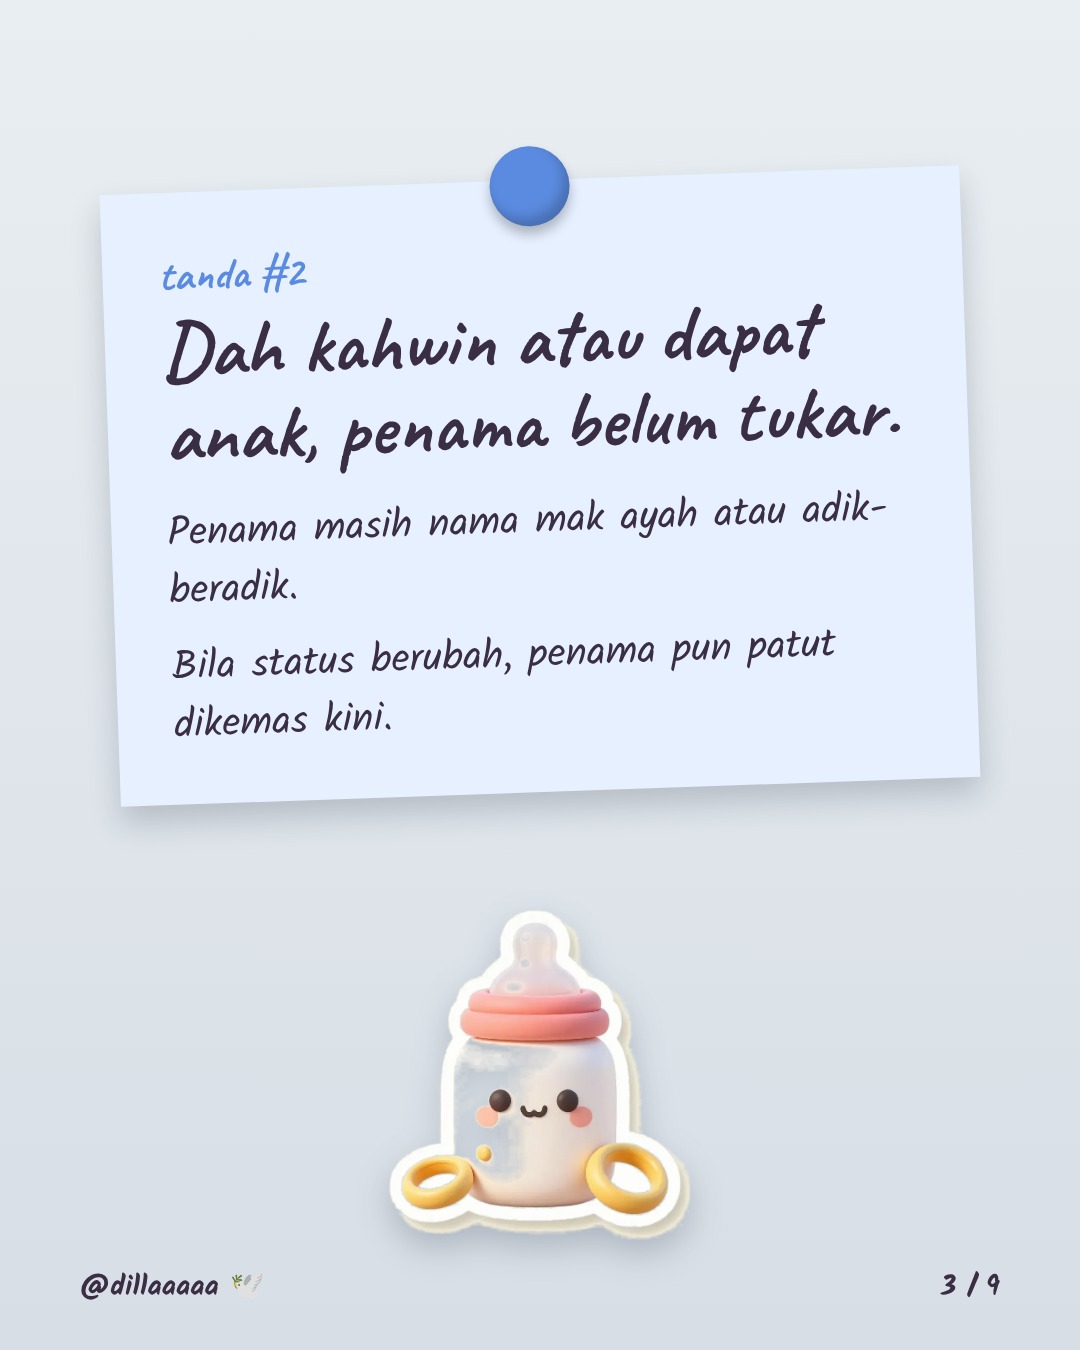 tanda #2
Dah kahwin atau dapat
anak, penama belum tukar.
Penama masih nama mak ayah atau adik-
beradik.
Bila status berubah, penama pun patut
dikemas kini.
@dillaaaaa 🕊️
3 / 9